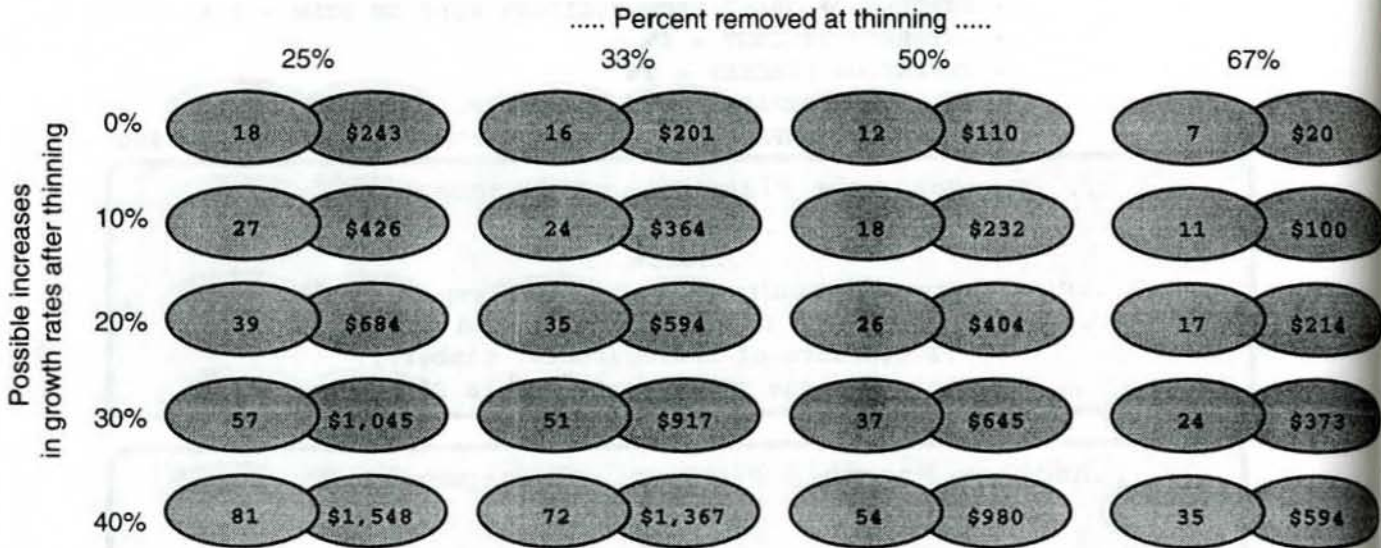 ..... Percent removed at thinning .....
25% 33% 50% 67%
Possible increases
in growth rates after thinning
0% 18 $243 16 $201 12 $110 7 $20
10% 27 $426 24 $364 18 $232 11 $100
20% 39 $684 35 $594 26 $404 17 $214
30% 57 $1,045 51 $917 37 $645 24 $373
40% 81 $1,548 72 $1,367 54 $980 35 $594